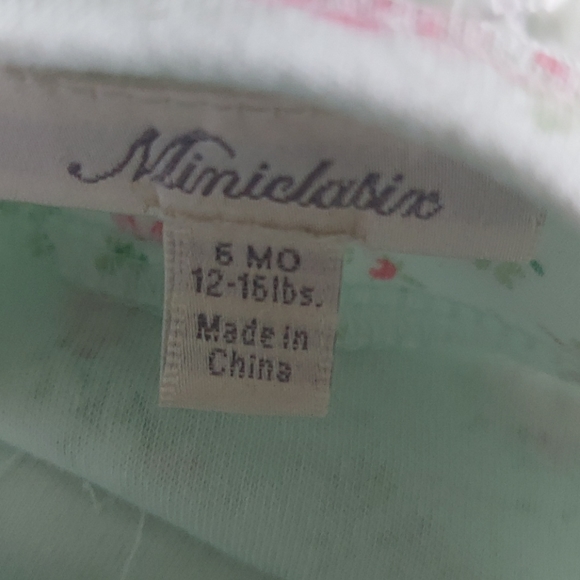 Miniclasix
6 MO
12-16lbs.
Made in
China